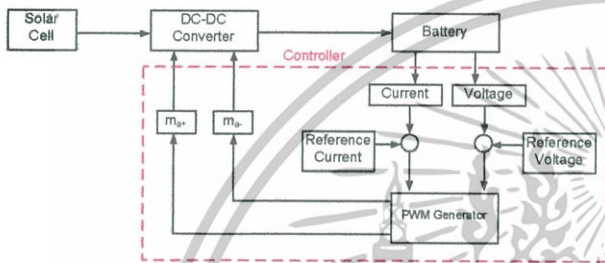 Solar
Cell
DC-DC
Converter
Battery
Controller
Current
Voltage
mₐ₊
mₐ₋
Reference
Current
Reference
Voltage
PWM Generator